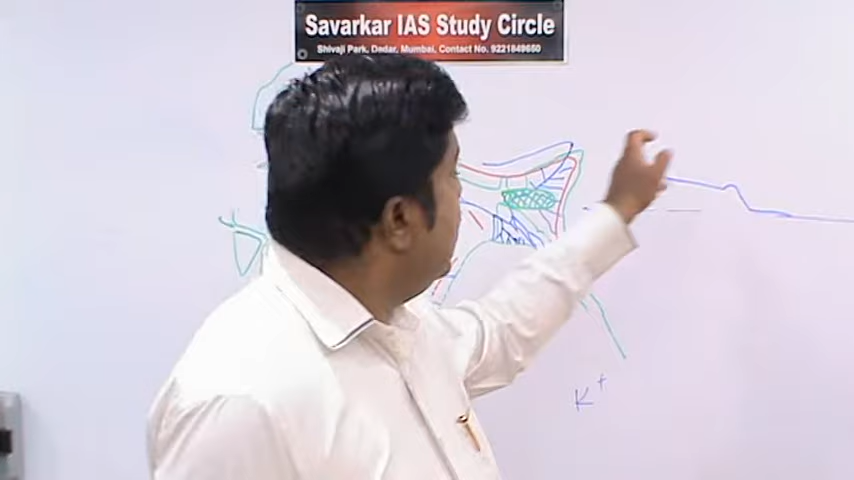 Savarkar IAS Study Circle
Shivaji Park, Dadar, Mumbai, Contact No. 9221849650
K+